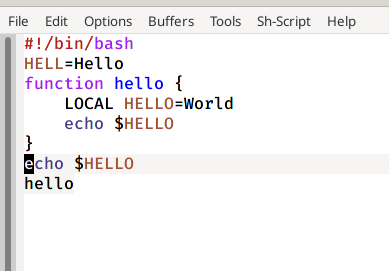 File Edit Options Buffers Tools Sh-Script Help
#!/bin/bash
HELL=Hello
function hello {
    LOCAL HELLO=World
    echo $HELLO
}
echo $HELLO
hello